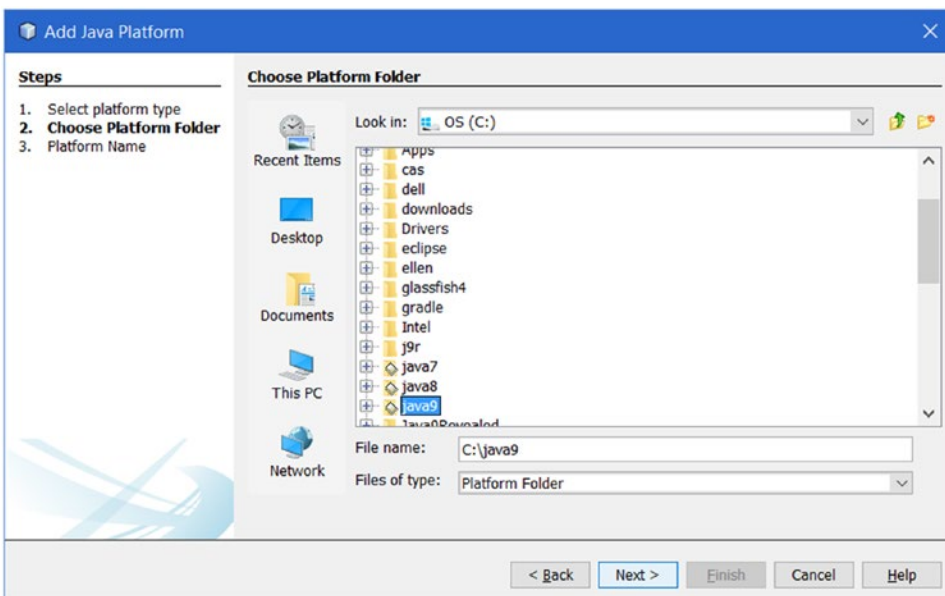 Add Java Platform
Steps
1. Select platform type
2. Choose Platform Folder
3. Platform Name
Choose Platform Folder
Look in: OS (C:)
Recent Items
Desktop
Documents
This PC
Network
Apps
cas
dell
downloads
Drivers
eclipse
ellen
glassfish4
gradle
Intel
j9r
java7
java8
java9
Java9Revealed
File name: C:\java9
Files of type: Platform Folder
< Back Next > Finish Cancel Help